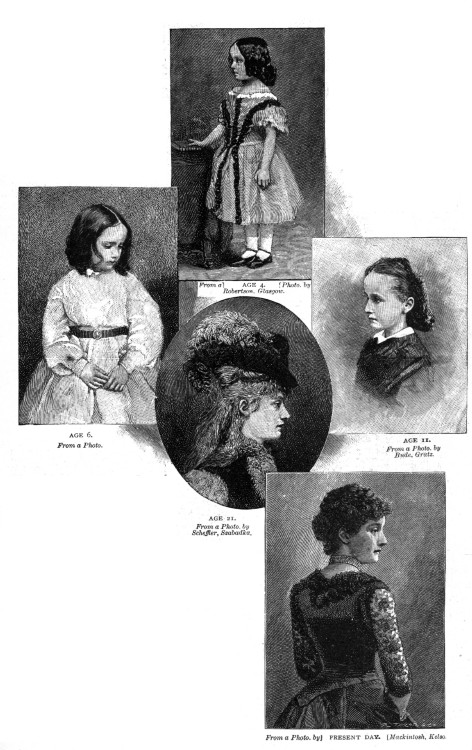 From a] AGE 4. [Photo. by
Robertson, Glasgow.
AGE 6.
From a Photo.
AGE 11.
From a Photo. by
Bude, Gratz.
AGE 21.
From a Photo. by
Scheffler, Szabadka.
From a Photo. by] PRESENT DAY. [Mackintosh, Kelso.